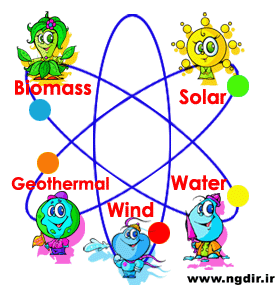 Biomass
Solar
Geothermal
Water
Wind
www.ngdir.ir